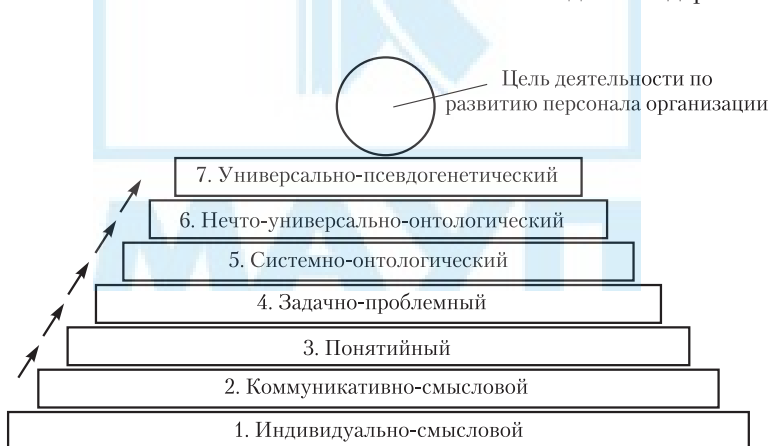 Цель деятельности по
развитию персонала организации
7. Универсально-псевдогенетический
6. Нечто-универсально-онтологический
5. Системно-онтологический
4. Задачно-проблемный
3. Понятийный
2. Коммуникативно-смысловой
1. Индивидуально-смысловой
МАУП